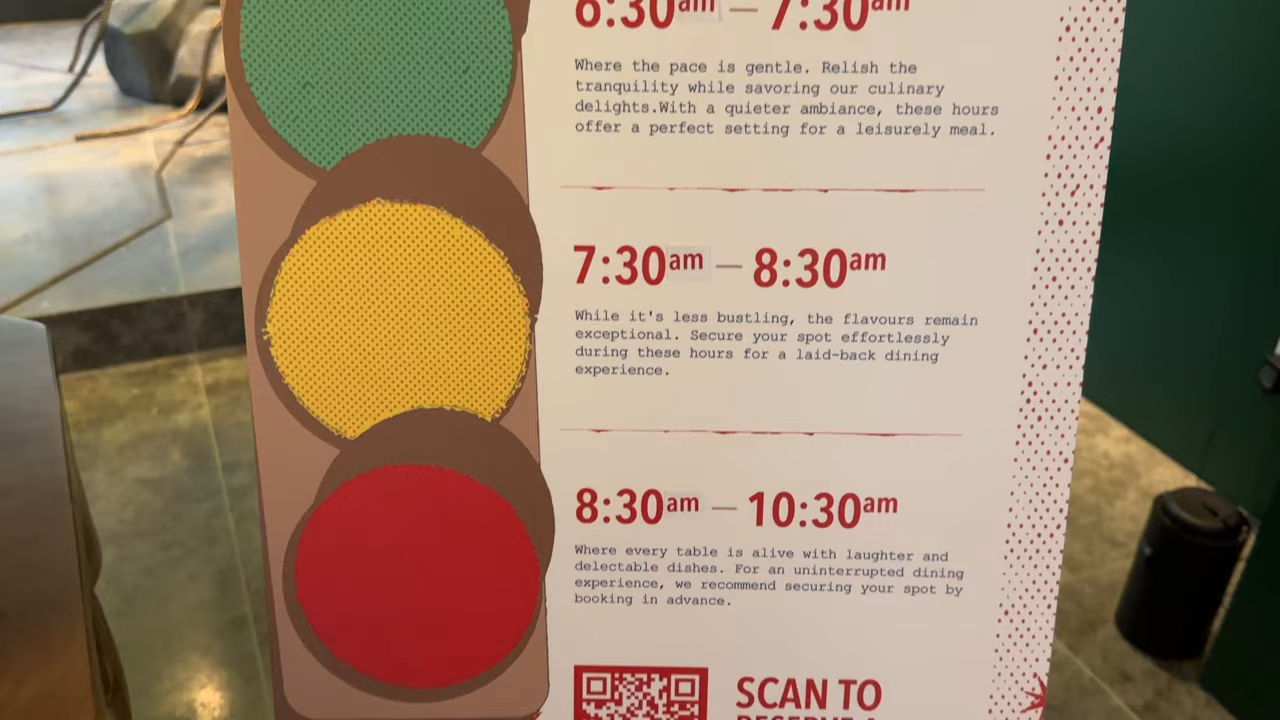 6:30am — 7:30am
Where the pace is gentle. Relish the
tranquility while savoring our culinary
delights.With a quieter ambiance, these hours
offer a perfect setting for a leisurely meal.
7:30am — 8:30am
While it's less bustling, the flavours remain
exceptional. Secure your spot effortlessly
during these hours for a laid-back dining
experience.
8:30am — 10:30am
Where every table is alive with laughter and
delectable dishes. For an uninterrupted dining
experience, we recommend securing your spot by
booking in advance.
SCAN TO
RESERVE A